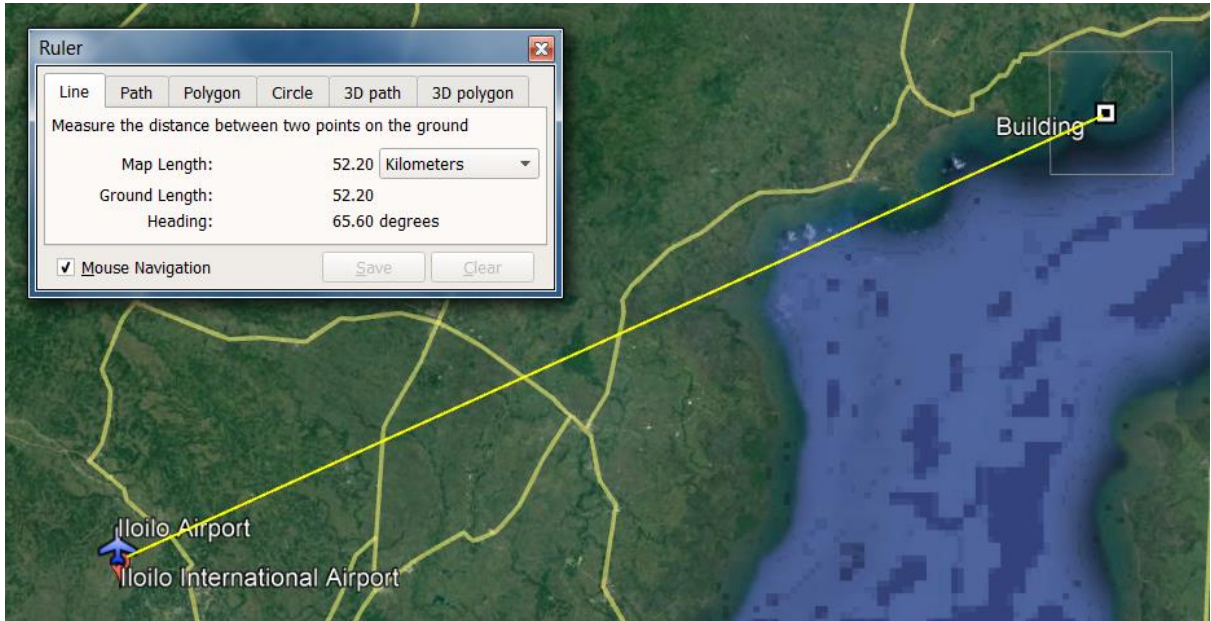 Ruler
Line Path Polygon Circle 3D path 3D polygon
Measure the distance between two points on the ground
Map Length: 52.20 Kilometers
Ground Length: 52.20
Heading: 65.60 degrees
Mouse Navigation Save Clear
Building
Iloilo Airport
Iloilo International Airport